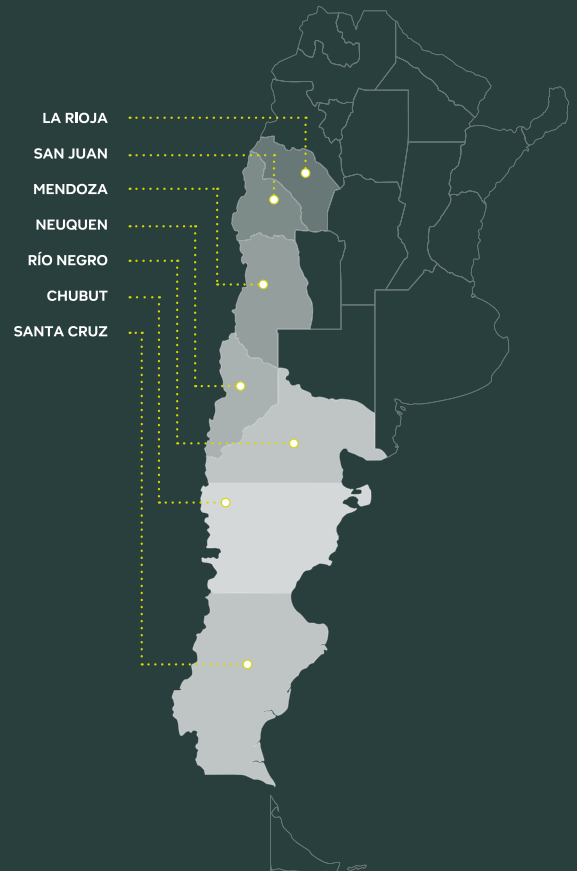 LA RIOJA
SAN JUAN
MENDOZA
NEUQUEN
RÍO NEGRO
CHUBUT
SANTA CRUZ